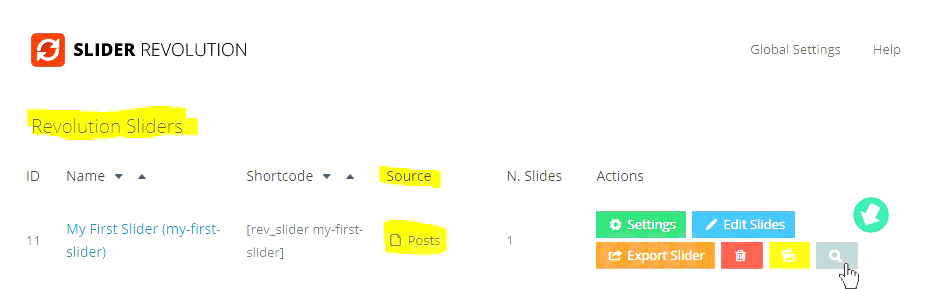 SLIDER REVOLUTION
Global Settings Help
Revolution Sliders
ID Name Shortcode Source N. Slides Actions
11 My First Slider (my-first-
slider) [rev_slider my-first-
slider] Posts 1 Settings Edit Slides
Export Slider